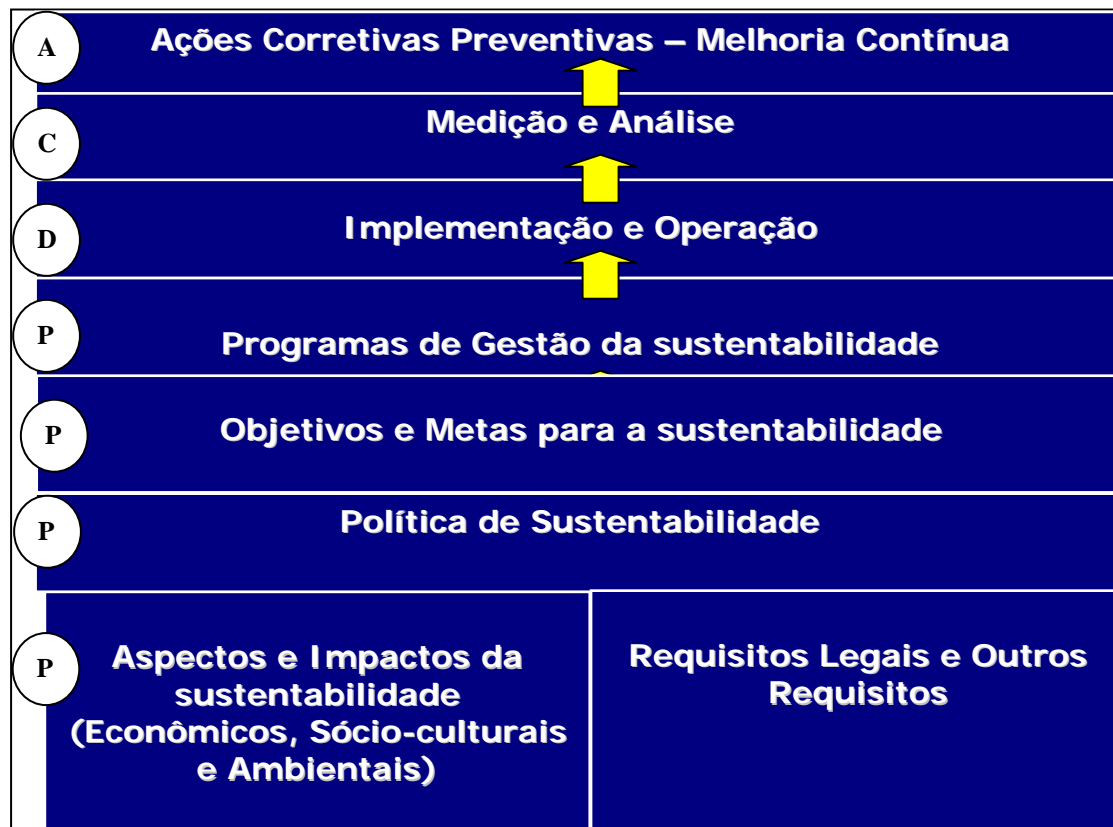 A
Ações Corretivas Preventivas – Melhoria Contínua
C
Medição e Análise
D
Implementação e Operação
P
Programas de Gestão da sustentabilidade
P
Objetivos e Metas para a sustentabilidade
P
Política de Sustentabilidade
P
Aspectos e Impactos da
sustentabilidade
(Econômicos, Sócio-culturais
e Ambientais)
Requisitos Legais e Outros
Requisitos